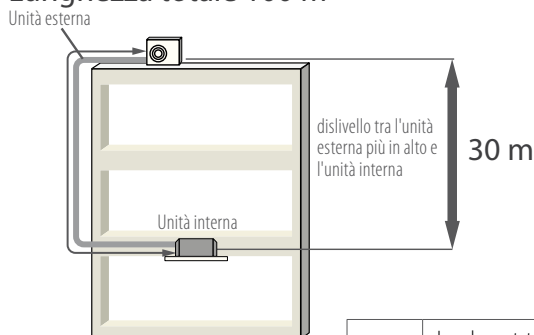 Unità esterna
dislivello tra l'unità
esterna più in alto e
l'unità interna
30 m
Unità interna